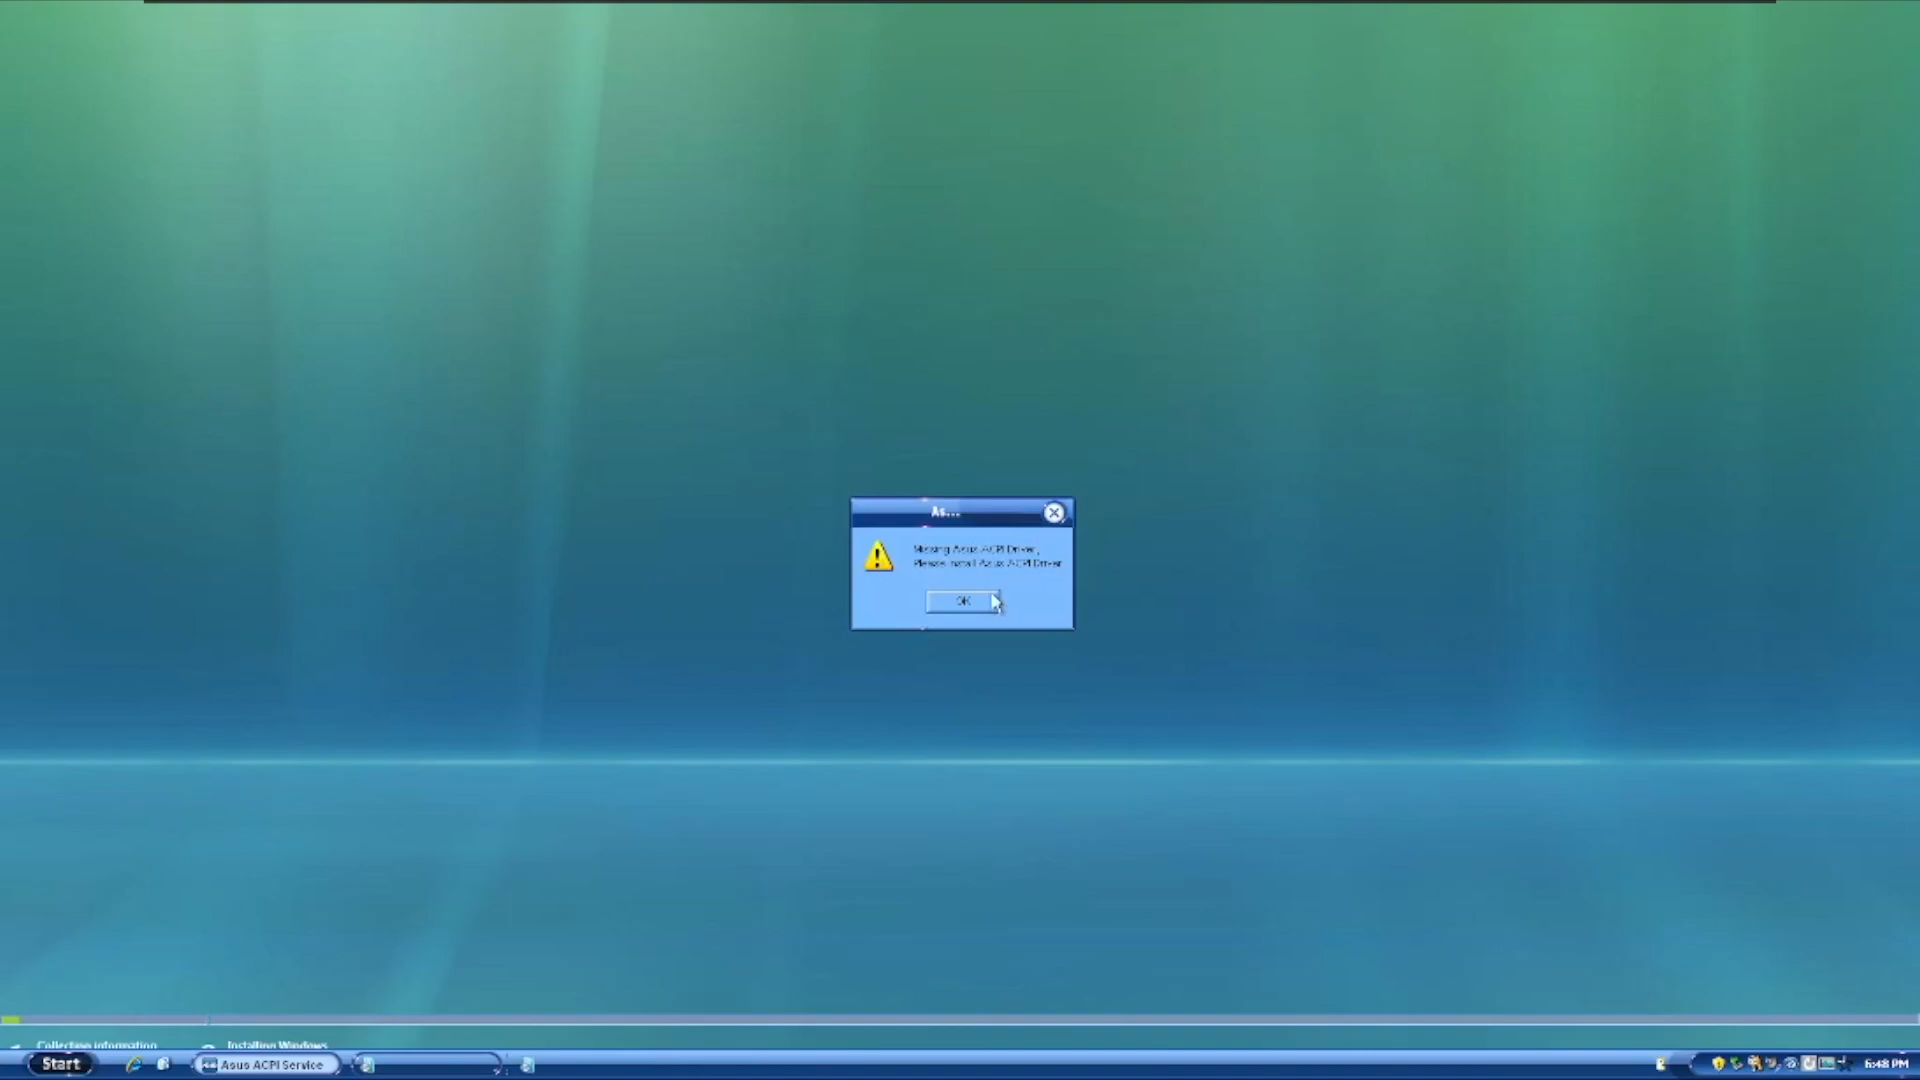 As...
Missing Asus ACPI Driver,
Please install Asus ACPI Driver
OK
Collecting information
Installing Windows
Start
Asus ACPI Service
6:48 PM